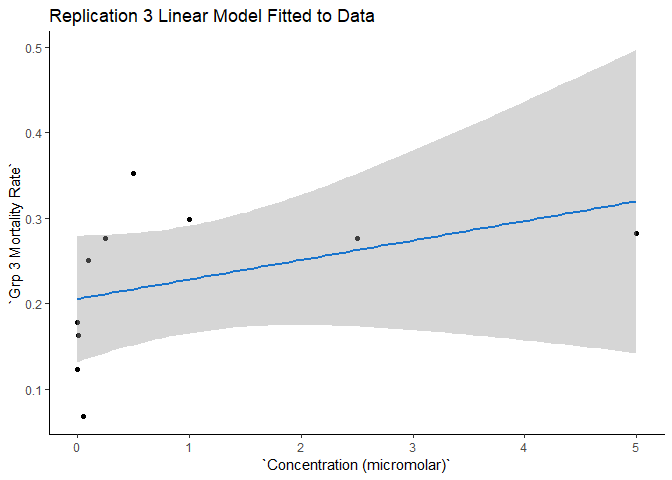 Replication 3 Linear Model Fitted to Data
`Grp 3 Mortality Rate`
0.5
0.4
0.3
0.2
0.1
0 1 2 3 4 5
`Concentration (micromolar)`